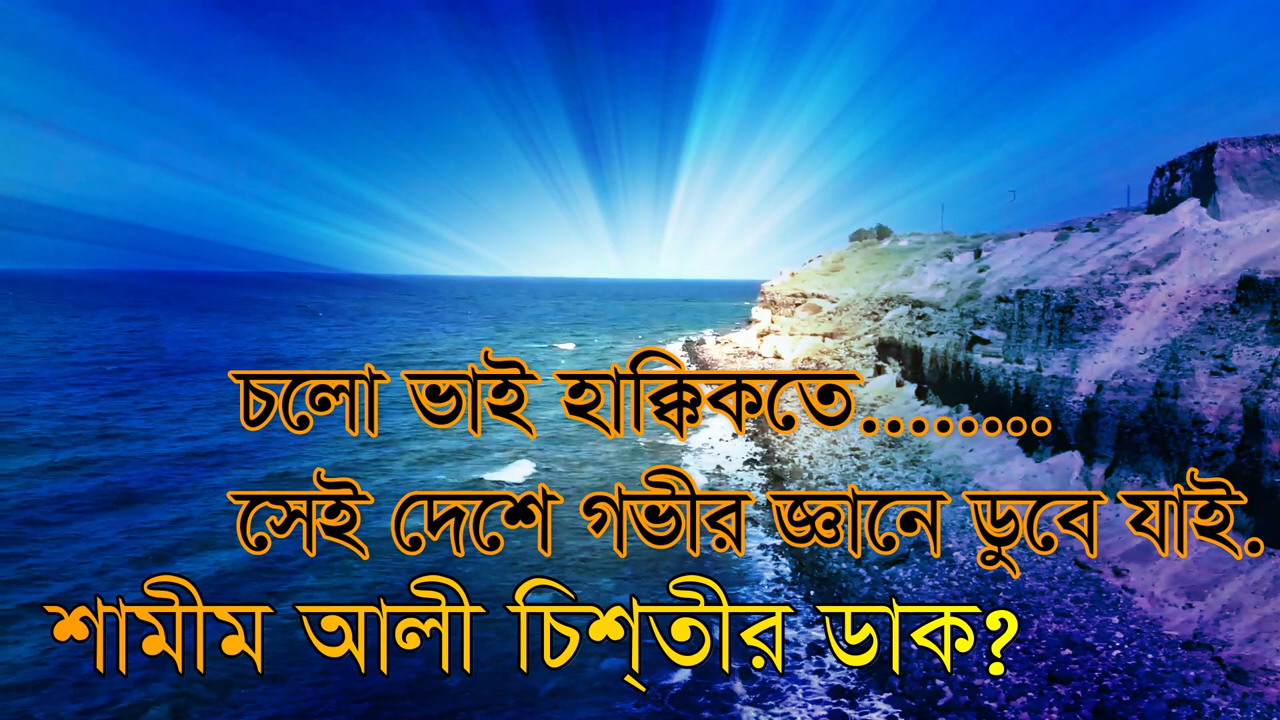 চলো ভাই হাক্কিকতে........
সেই দেশে গভীর জ্ঞানে ডুবে যাই.
শামীম আলী চিশ্‌তীর ডাক?